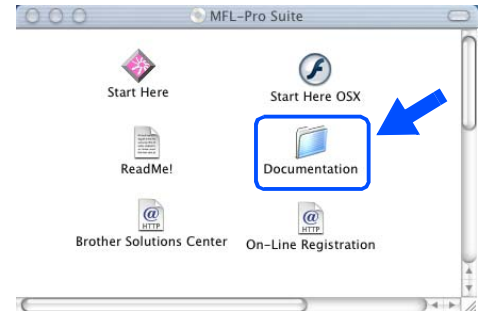 MFL-Pro Suite
Start Here
Start Here OSX
ReadMe!
Documentation
@
HTTP
@
HTTP
Brother Solutions Center
On-Line Registration